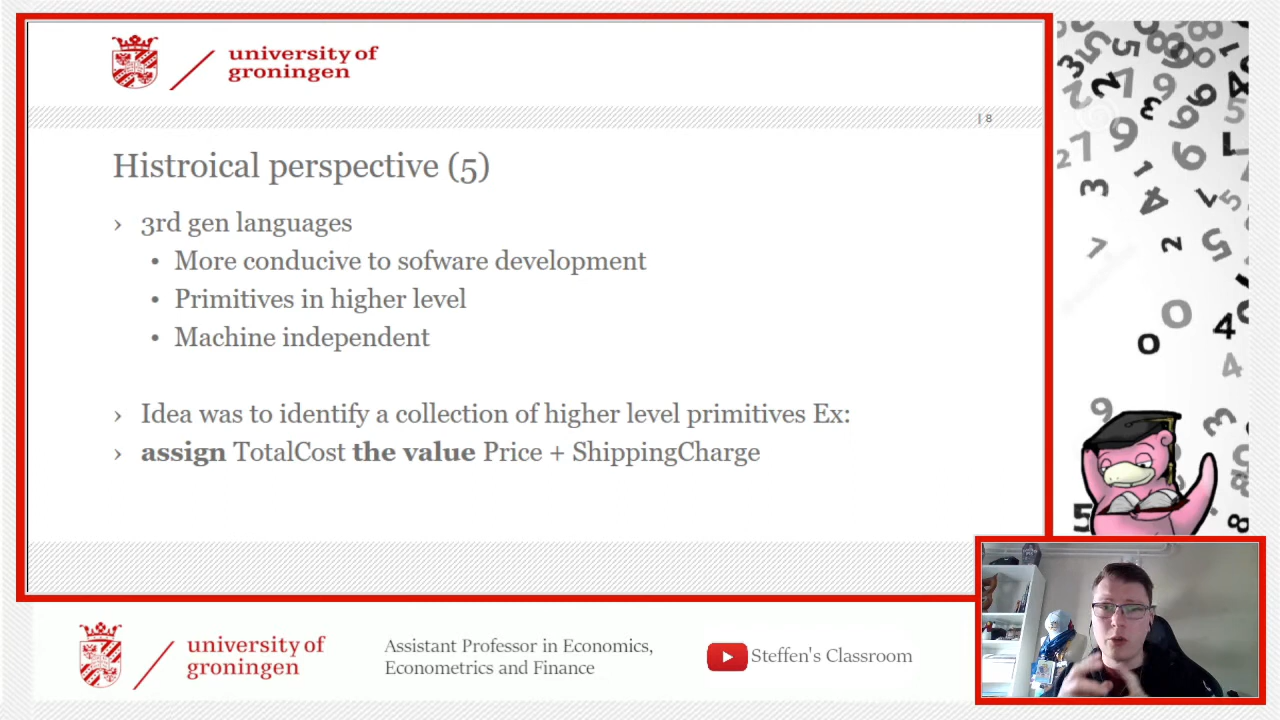 university of
groningen
| 8
Histroical perspective (5)
› 3rd gen languages
• More conducive to sofware development
• Primitives in higher level
• Machine independent
› Idea was to identify a collection of higher level primitives Ex:
› assign TotalCost the value Price + ShippingCharge
university of
groningen
Assistant Professor in Economics,
Econometrics and Finance
Steffen's Classroom